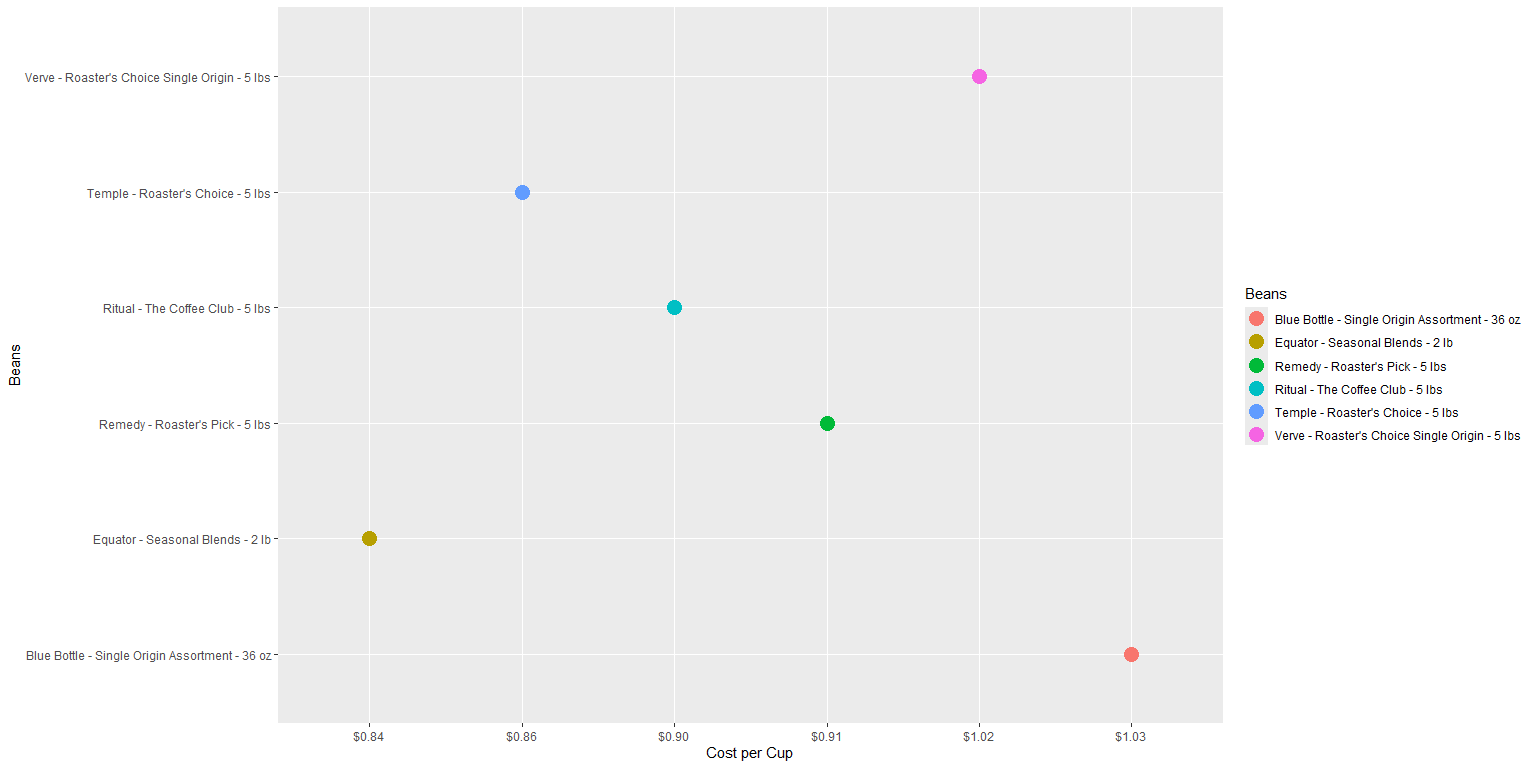 Verve - Roaster's Choice Single Origin - 5 lbs
Temple - Roaster's Choice - 5 lbs
Ritual - The Coffee Club - 5 lbs
Remedy - Roaster's Pick - 5 lbs
Equator - Seasonal Blends - 2 lb
Blue Bottle - Single Origin Assortment - 36 oz
Beans
$0.84 $0.86 $0.90 $0.91 $1.02 $1.03
Cost per Cup
Beans
Blue Bottle - Single Origin Assortment - 36 oz
Equator - Seasonal Blends - 2 lb
Remedy - Roaster's Pick - 5 lbs
Ritual - The Coffee Club - 5 lbs
Temple - Roaster's Choice - 5 lbs
Verve - Roaster's Choice Single Origin - 5 lbs